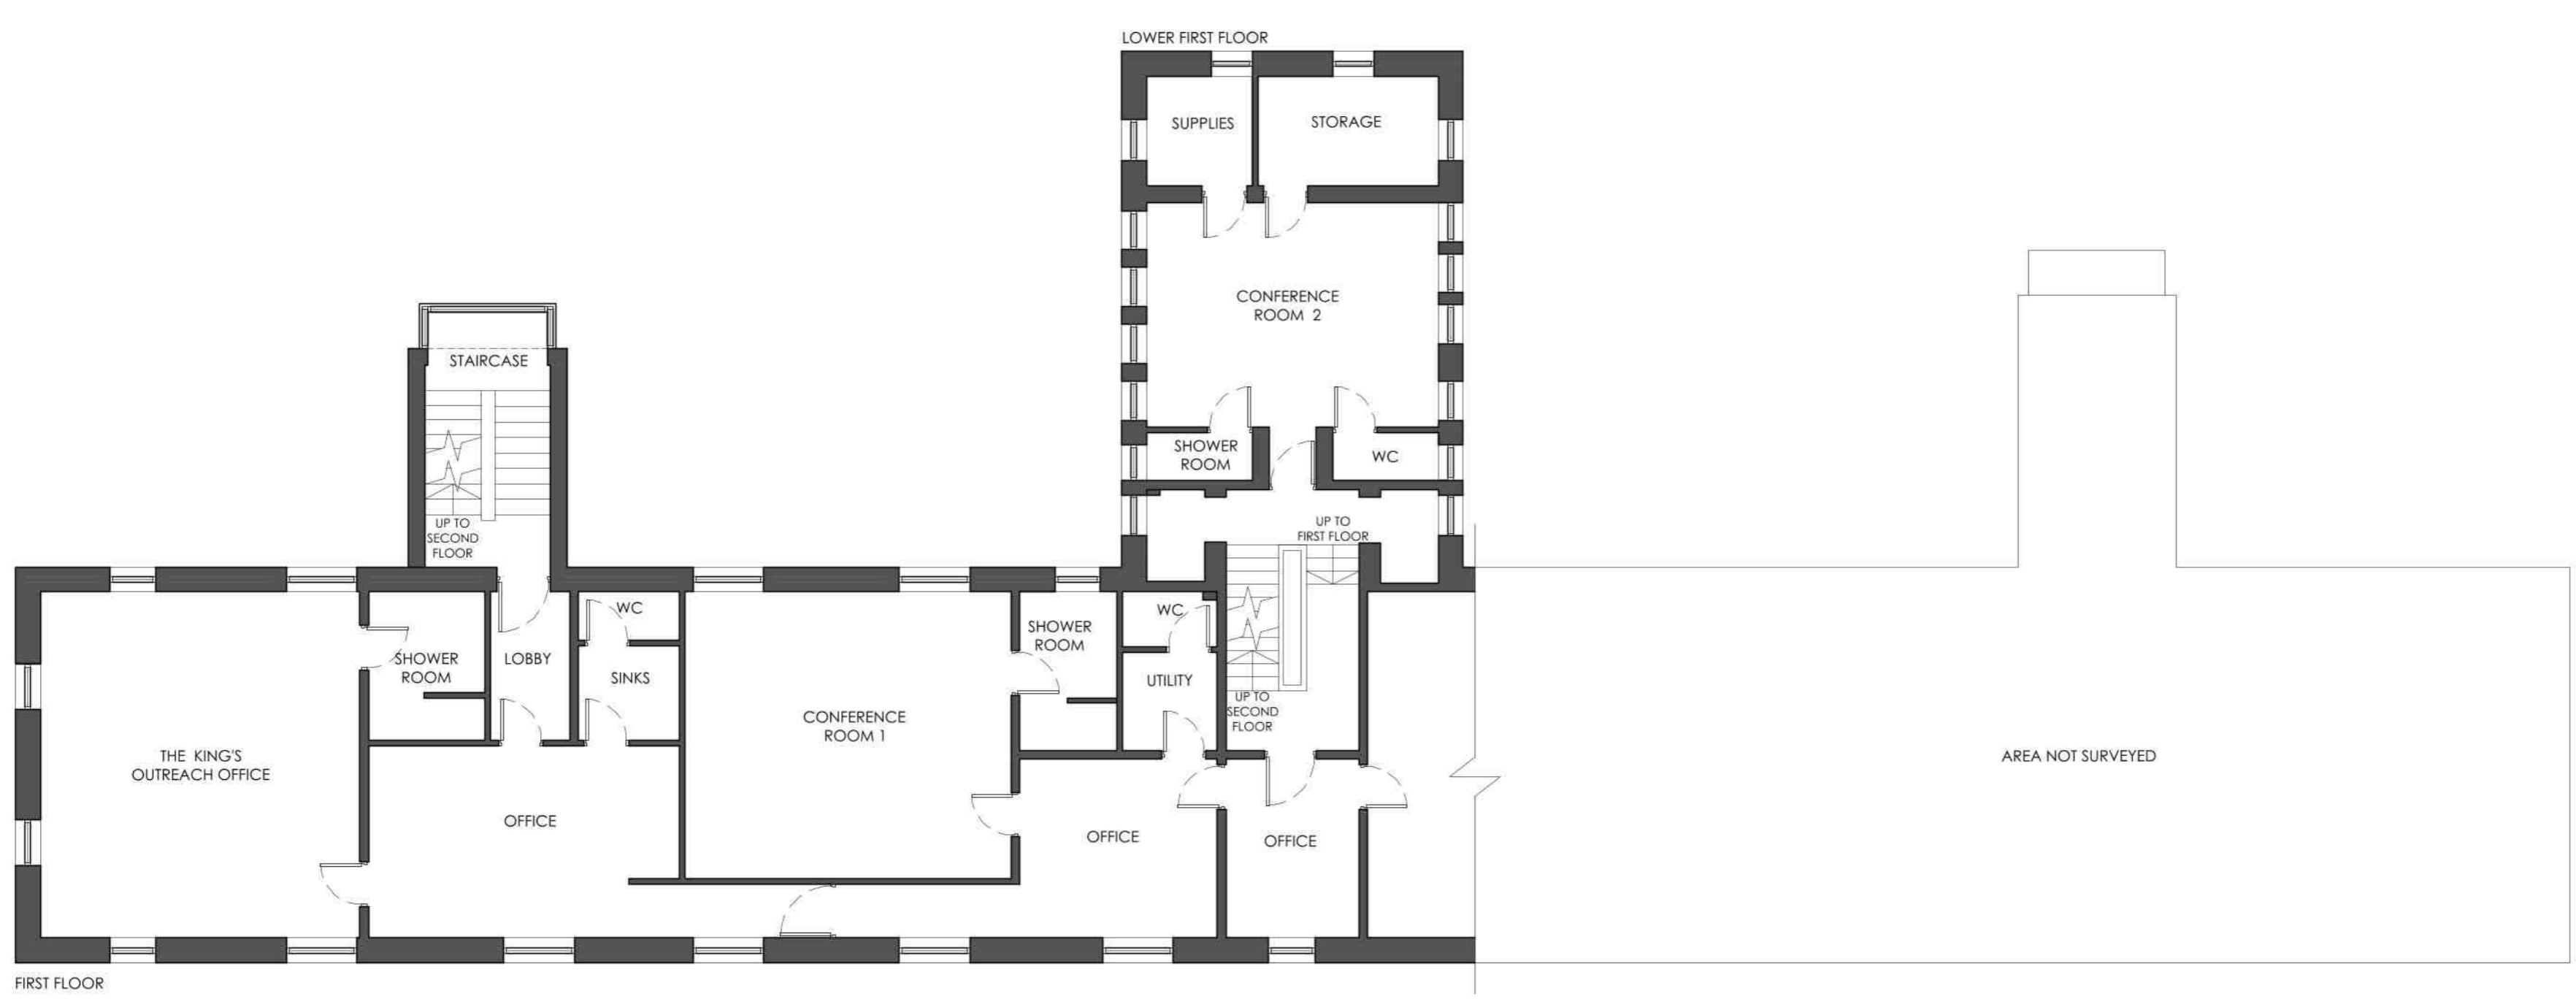 LOWER FIRST FLOOR
SUPPLIES
STORAGE
CONFERENCE
ROOM 2
STAIRCASE
SHOWER
ROOM
WC
UP TO
SECOND
FLOOR
UP TO
FIRST FLOOR
WC
SHOWER
ROOM
WC
SHOWER
ROOM
LOBBY
SINKS
UTILITY
UP TO
SECOND
FLOOR
CONFERENCE
ROOM 1
THE KING'S
OUTREACH OFFICE
AREA NOT SURVEYED
OFFICE
OFFICE
OFFICE
FIRST FLOOR